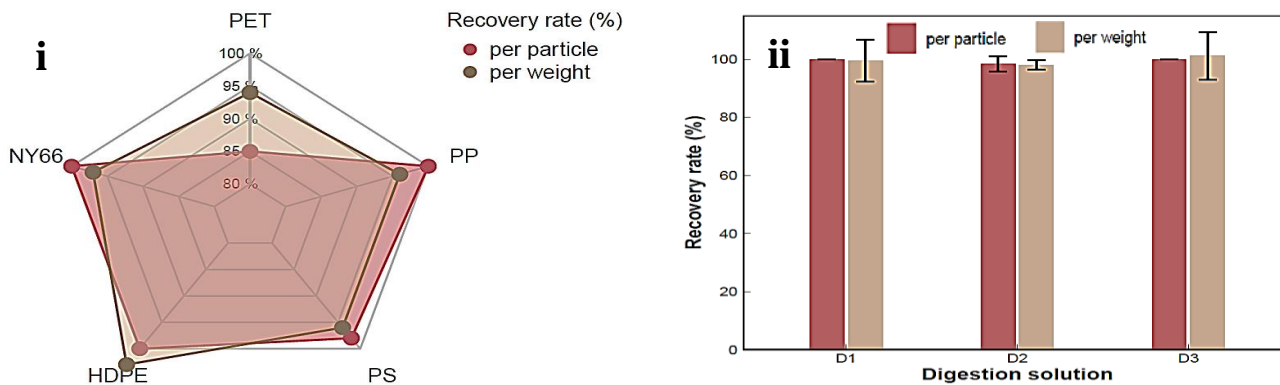 i
PET
Recovery rate (%)
per particle
per weight
100 %
95 %
90 %
85 %
80 %
NY66
PP
HDPE
PS
ii
per particle
per weight
Recovery rate (%)
100
80
60
40
20
0
D1
D2
D3
Digestion solution